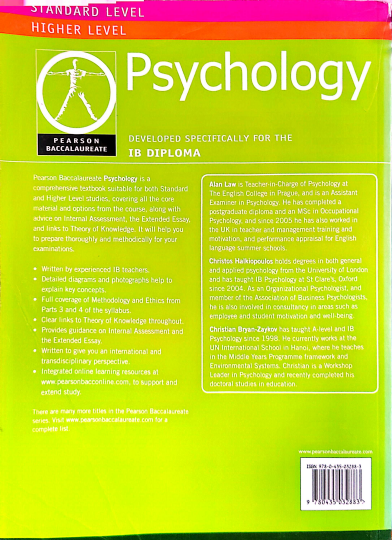 STANDARD LEVEL
HIGHER LEVEL
Psychology
PEARSON
BACCALAUREATE
DEVELOPED SPECIFICALLY FOR THE
IB DIPLOMA
Pearson Baccalaureate Psychology is a
comprehensive textbook suitable for both Standard
and Higher Level studies, covering all the core
material and options from the course, along with
advice on Internal Assessment, the Extended Essay,
and links to Theory of Knowledge. It will help you
to prepare thoroughly and methodically for your
examinations.
• Written by experienced IB teachers.
• Detailed diagrams and photographs help to
explain key concepts.
• Full coverage of Methodology and Ethics from
Parts 3 and 4 of the syllabus.
• Clear links to Theory of Knowledge throughout.
• Provides guidance on Internal Assessment and
the Extended Essay.
• Written to give you an international and
transdisciplinary perspective.
• Integrated online learning resources at
www.pearsonbacconline.com, to support and
extend study.
There are many more titles in the Pearson Baccalaureate
series. Visit www.pearsonbaccalaureate.com for a
complete list.
Alan Law is Teacher-in-Charge of Psychology at
The English College in Prague, and is an Assistant
Examiner in Psychology. He has completed a
postgraduate diploma and an MSc in Occupational
Psychology, and since 2005 he has also worked in
the UK in teacher and management training and
motivation, and performance appraisal for English
language summer schools.
Christos Halkiopoulos holds degrees in both general
and applied psychology from the University of London
and has taught IB Psychology at St Clare's, Oxford
since 2004. As an Organizational Psychologist, and
member of the Association of Business Psychologists,
he is also involved in consultancy in areas such as
employee and student motivation and well-being.
Christian Bryan-Zaykov has taught A-level and IB
Psychology since 1998. He currently works at the
UN International School in Hanoi, where he teaches
in the Middle Years Programme framework and
Environmental Systems. Christian is a Workshop
Leader in Psychology and recently completed his
doctoral studies in education.
www.pearsonbaccalaureate.com
ISBN 978-0-435-03288-3
9 780435 032883